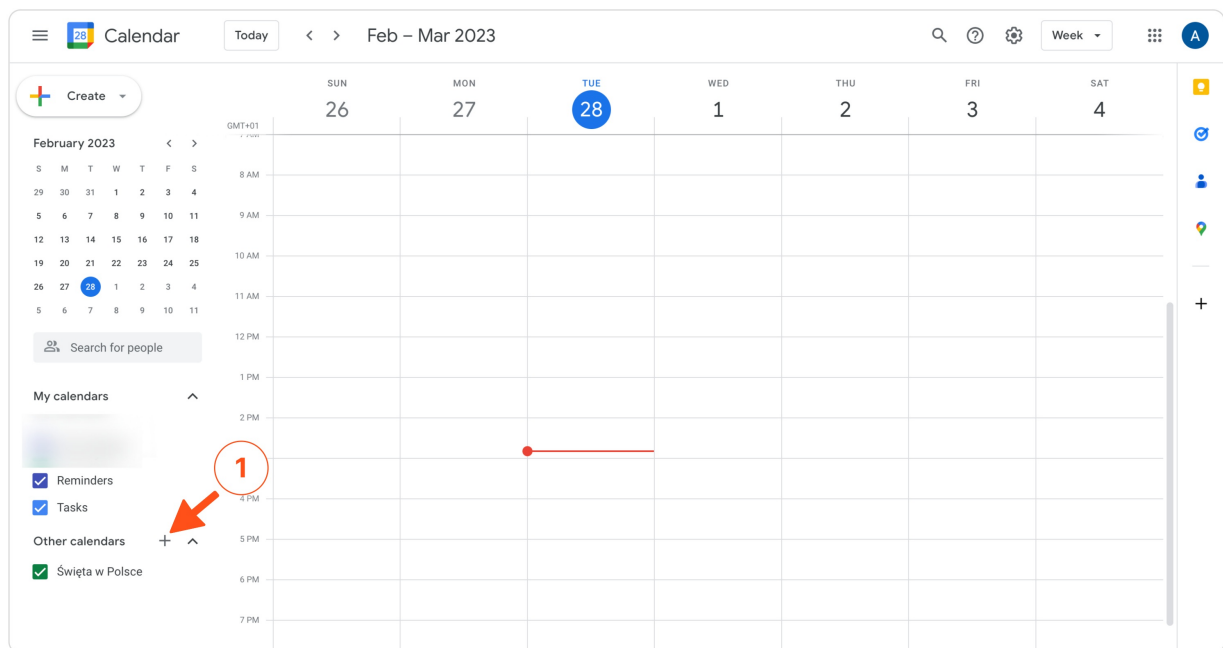 28 Calendar Today Feb – Mar 2023 Week A
Create
SUN MON TUE WED THU FRI SAT
26 27 28 1 2 3 4
GMT+01
February 2023
S M T W T F S
29 30 31 1 2 3 4
5 6 7 8 9 10 11
12 13 14 15 16 17 18
19 20 21 22 23 24 25
26 27 28 1 2 3 4
5 6 7 8 9 10 11
Search for people
My calendars
Reminders
Tasks
Other calendars
Święta w Polsce
8 AM
9 AM
10 AM
11 AM
12 PM
1 PM
2 PM
1
4 PM
5 PM
6 PM
7 PM